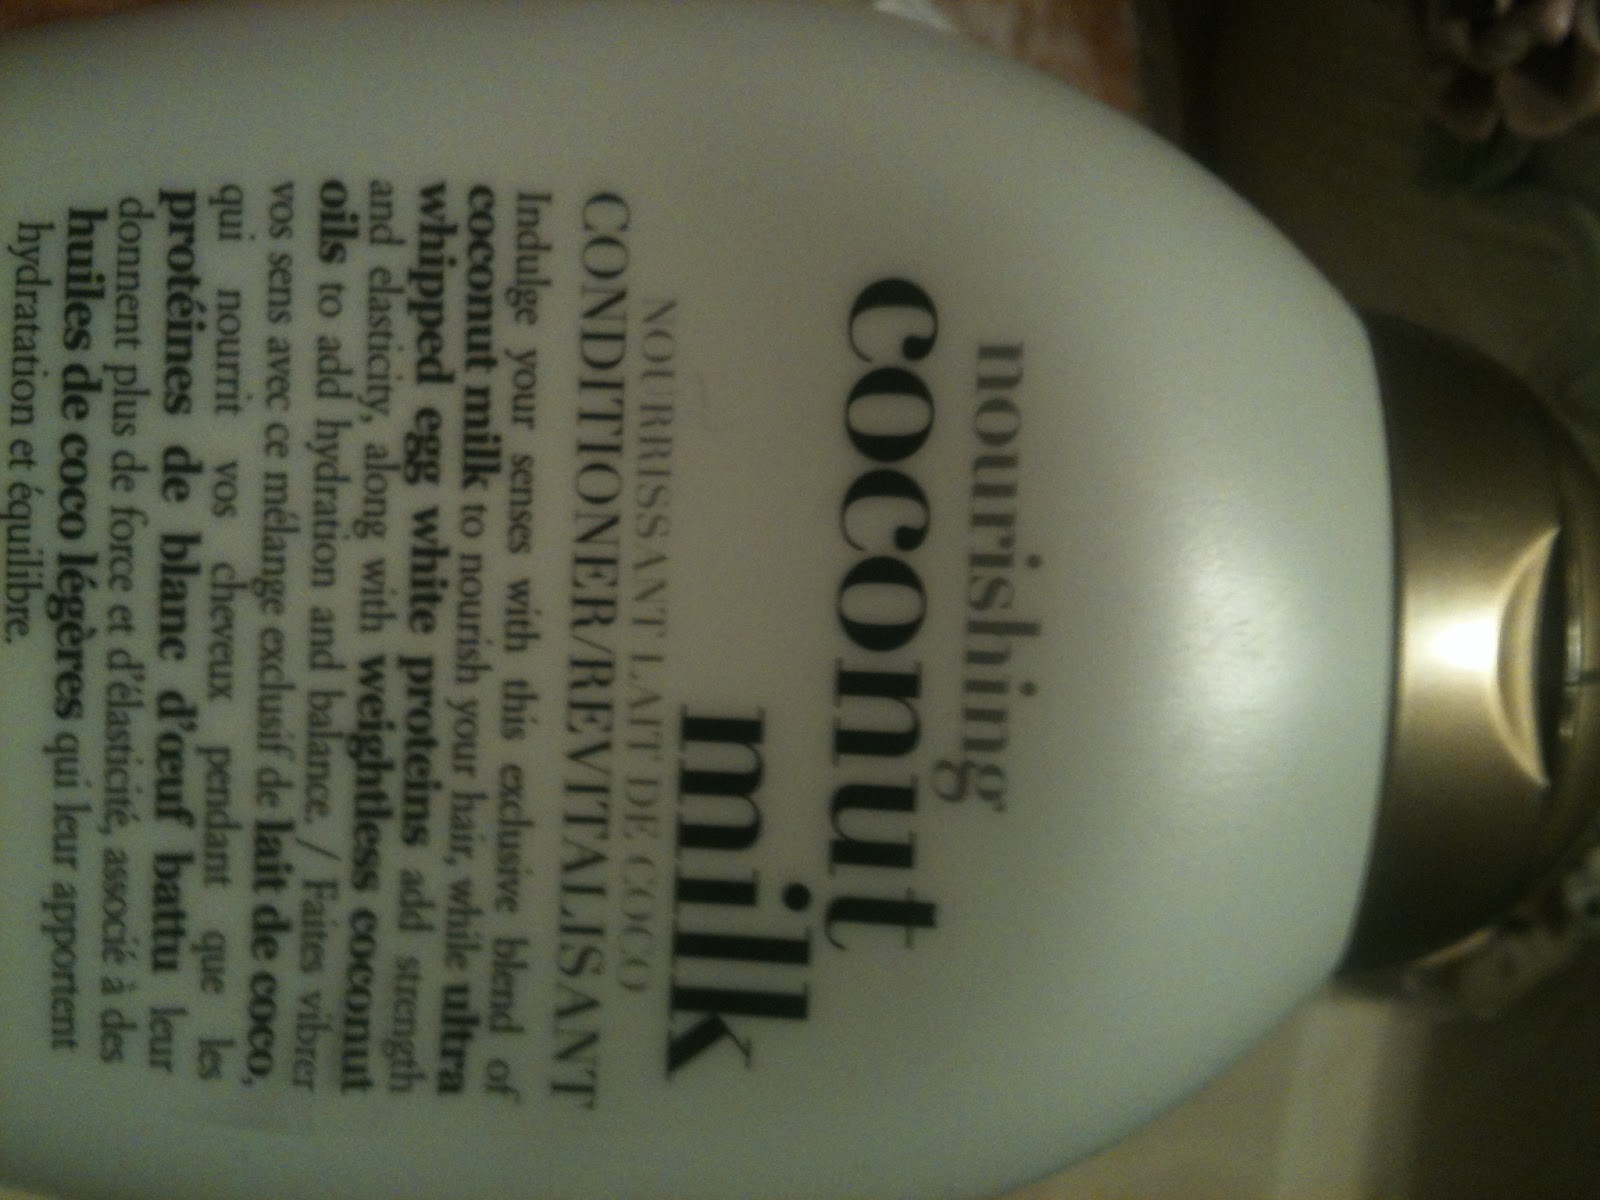 nourishing
coconut
milk
NOURRISSANT LAIT DE COCO
CONDITIONER/REVITALISANT
Indulge your senses with this exclusive blend of
coconut milk to nourish your hair, while ultra
whipped egg white proteins add strength
and elasticity, along with weightless coconut
oils to add hydration and balance. / Faites vibrer
vos sens avec ce mélange exclusif de lait de coco,
qui nourrit vos cheveux pendant que les
protéines de blanc d'œuf battu leur
donnent plus de force et d'élasticité, associé à des
huiles de coco légères qui leur apportent
hydratation et équilibre.